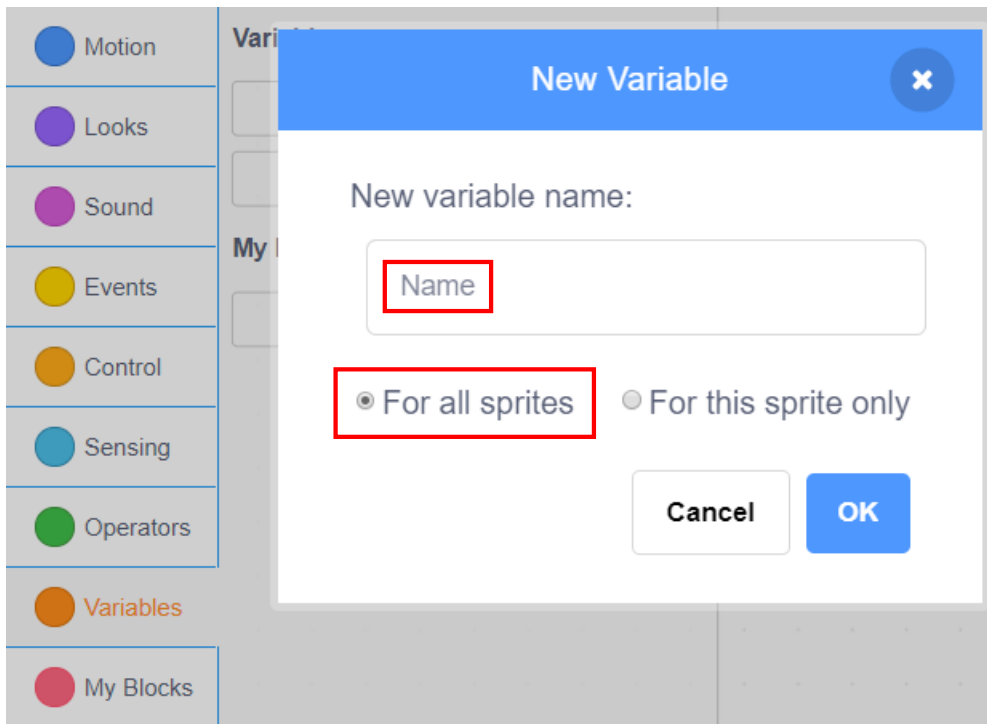 Motion
Looks
Sound
Events
Control
Sensing
Operators
Variables
My Blocks
My
New Variable
New variable name:
Name
For all sprites
For this sprite only
Cancel
OK